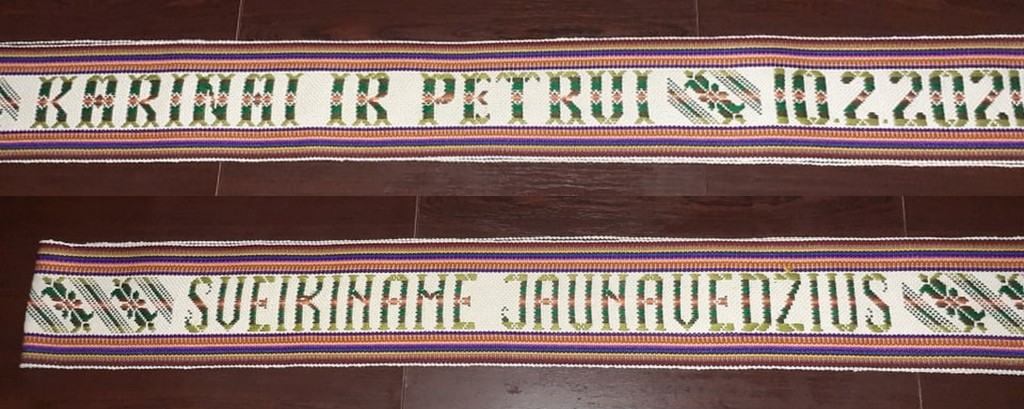 KARINAI IR PETRUI 10.2.202
SVEIKINAME JAUNAVEDŽIUS